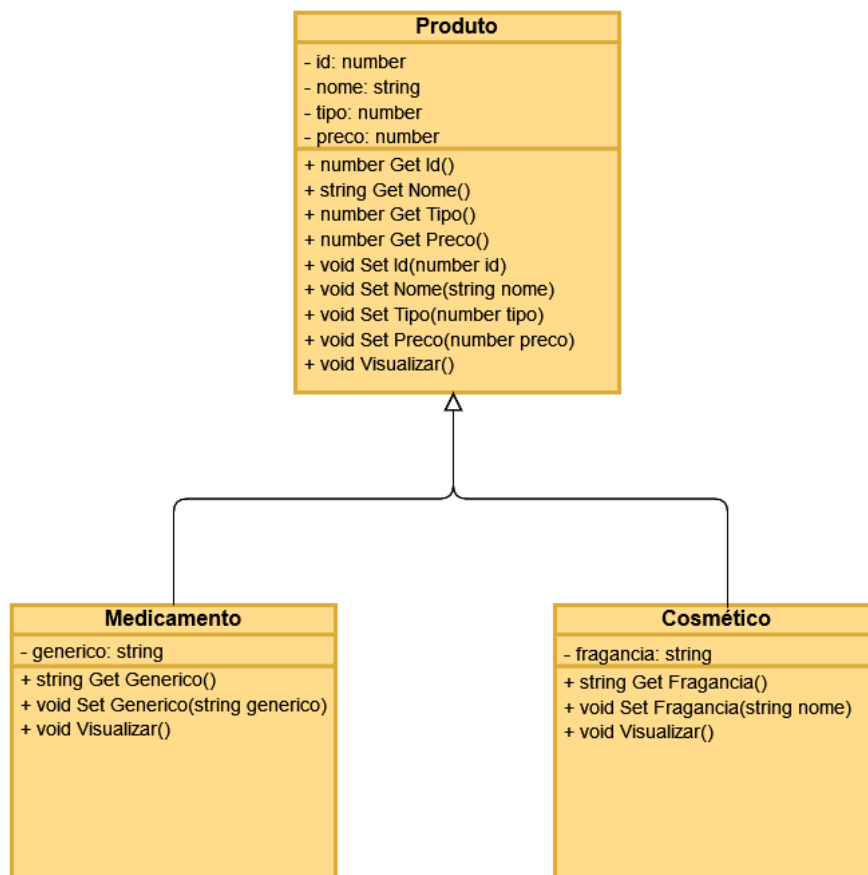 Produto
- id: number
- nome: string
- tipo: number
- preco: number
+ number Get Id()
+ string Get Nome()
+ number Get Tipo()
+ number Get Preco()
+ void Set Id(number id)
+ void Set Nome(string nome)
+ void Set Tipo(number tipo)
+ void Set Preco(number preco)
+ void Visualizar()
Medicamento
- generico: string
+ string Get Generico()
+ void Set Generico(string generico)
+ void Visualizar()
Cosmético
- fragancia: string
+ string Get Fragancia()
+ void Set Fragancia(string nome)
+ void Visualizar()